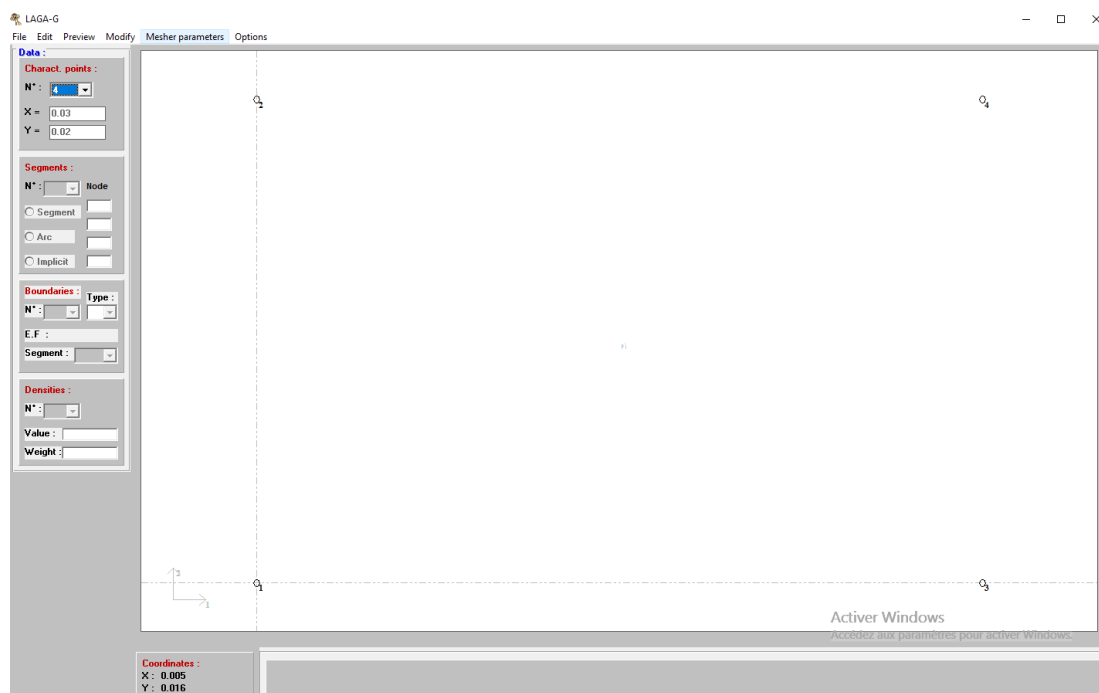 LAGA-G
File Edit Preview Modify Mesher parameters Options
Data :
Charact. points :
N° : 4
X = 0.03
Y = 0.02
Segments :
N° : Node
Segment
Arc
Implicit
Boundaries :
Type :
N° :
E.F :
Segment :
Densities :
N° :
Value :
Weight :
2
4
2
1
1
3
Activer Windows
Accédez aux paramètres pour activer Windows.
Coordinates :
X : 0.005
Y : 0.016